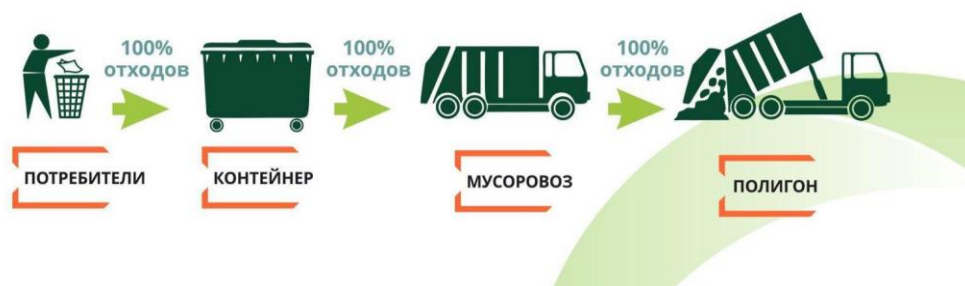 100%
отходов
100%
отходов
100%
отходов
ПОТРЕБИТЕЛИ
КОНТЕЙНЕР
МУСОРОВОЗ
ПОЛИГОН